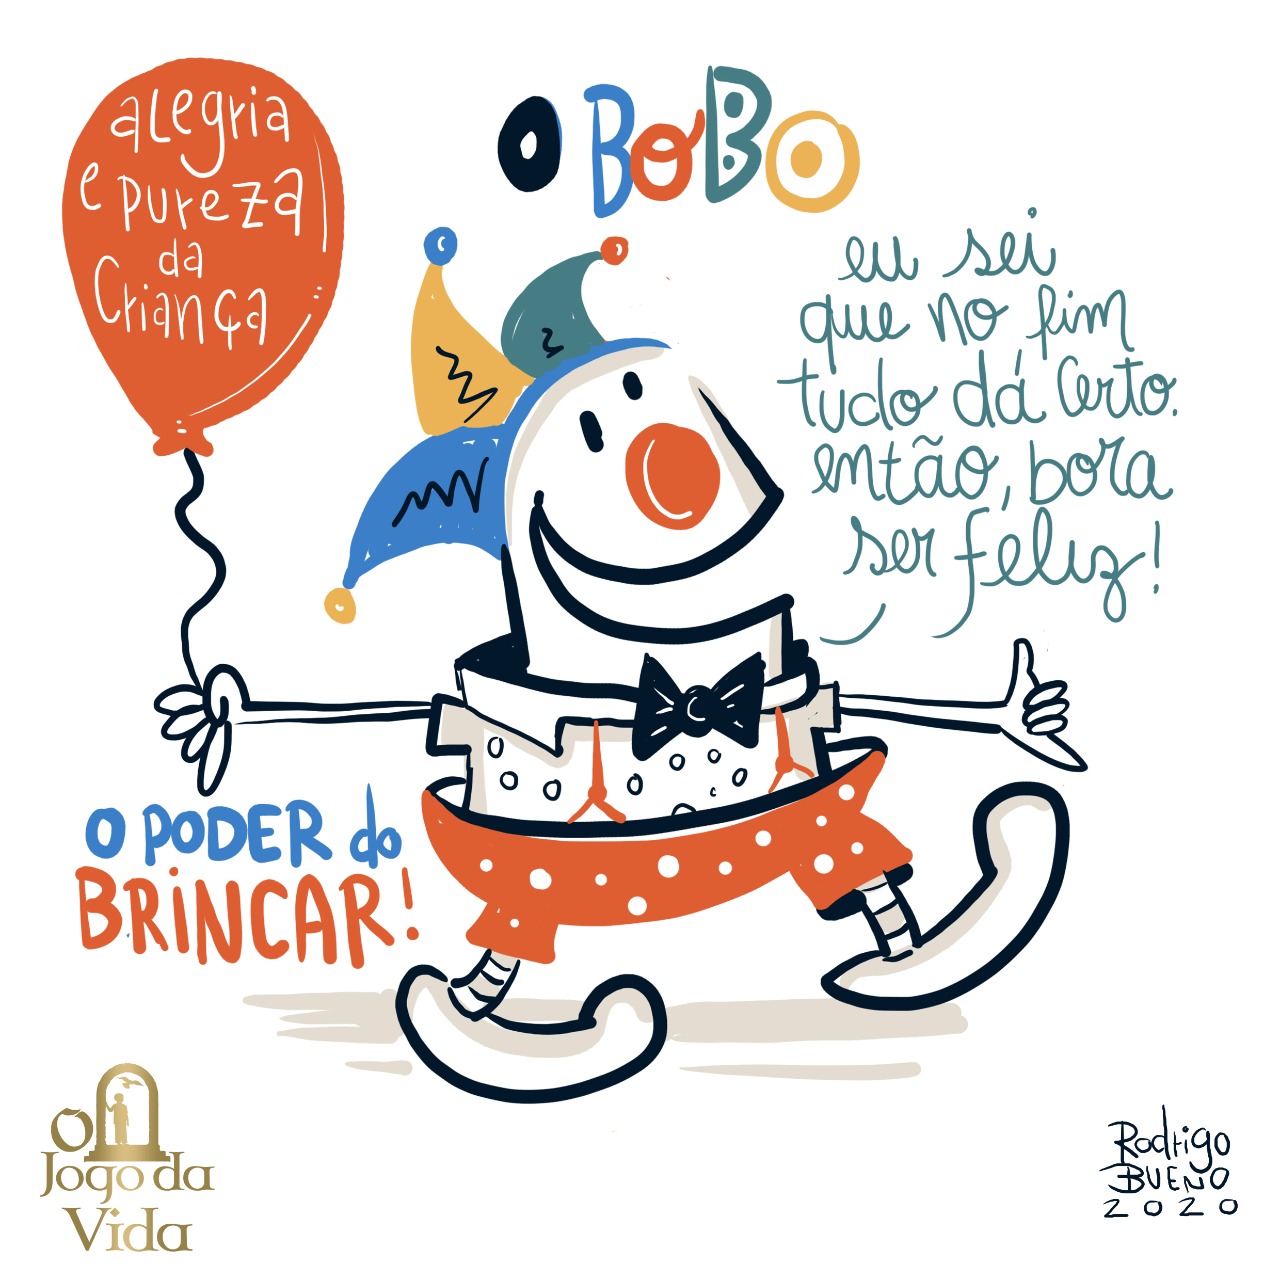 O BOBO
alegria
e pureza
da
Criança
eu sei
que no fim
tudo dá certo.
então, bora
ser feliz!
O PODER do
BRiNCAR!
O
Jogo da
Vida
Rodrigo
BUENO
2020